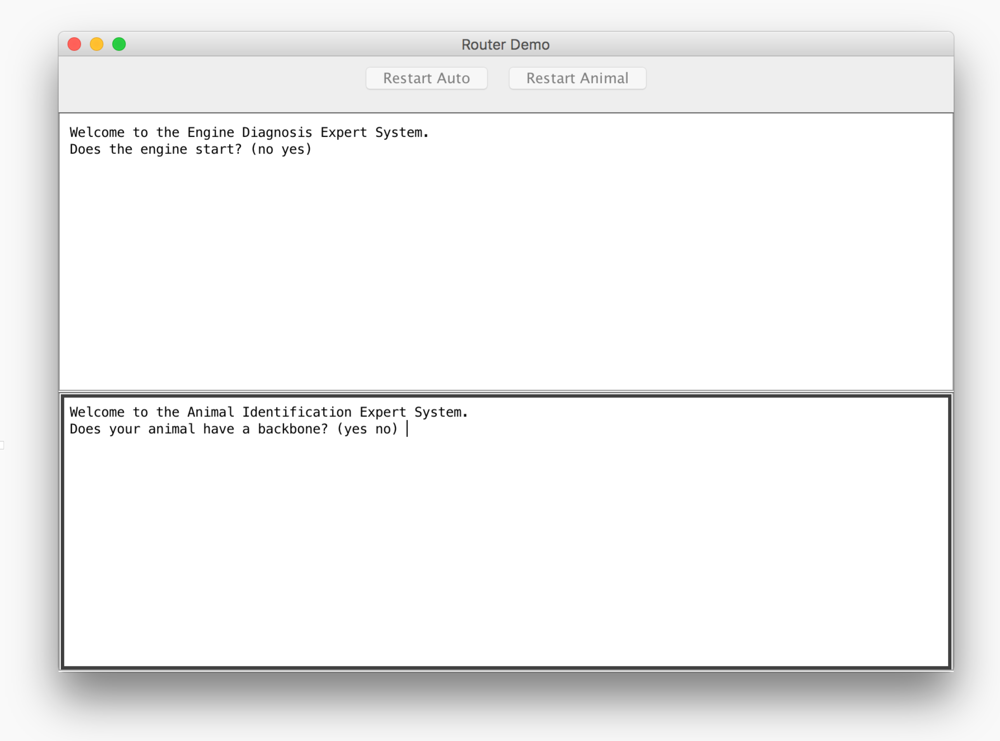 Router Demo
Restart Auto
Restart Animal
Welcome to the Engine Diagnosis Expert System.
Does the engine start? (no yes)
Welcome to the Animal Identification Expert System.
Does your animal have a backbone? (yes no)